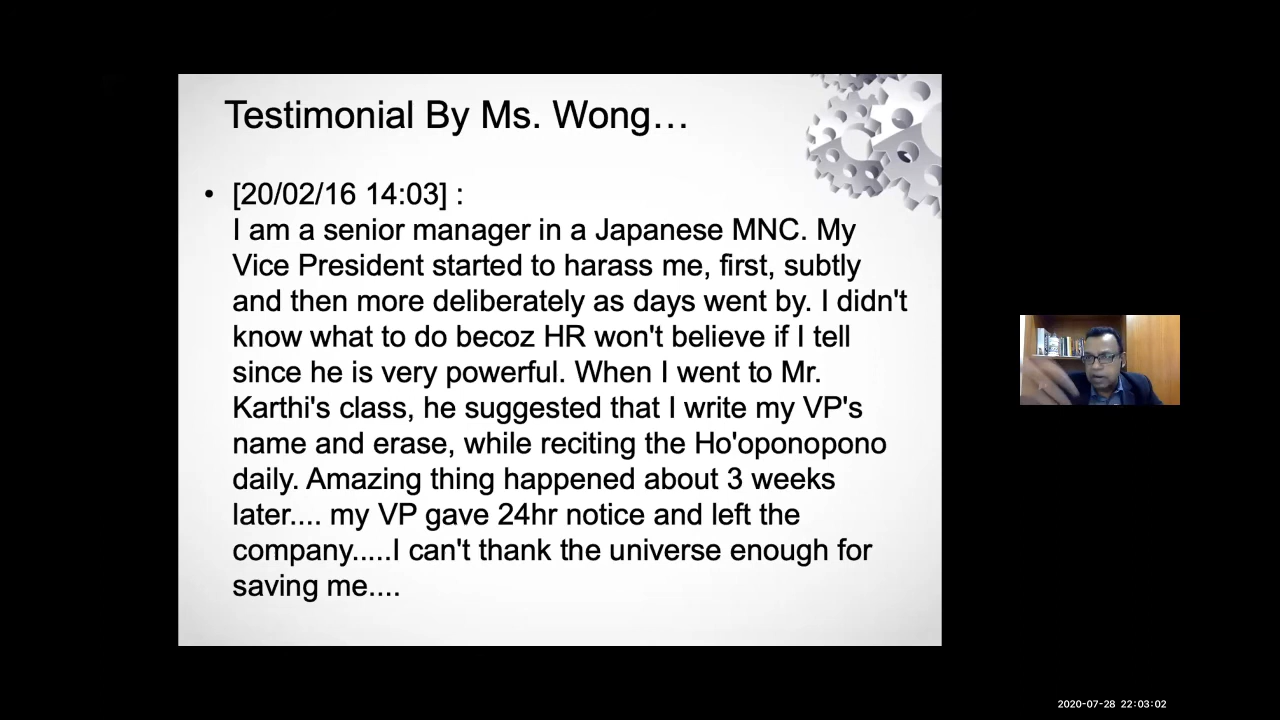 Testimonial By Ms. Wong…
• [20/02/16 14:03] :
I am a senior manager in a Japanese MNC. My
Vice President started to harass me, first, subtly
and then more deliberately as days went by. I didn't
know what to do becoz HR won't believe if I tell
since he is very powerful. When I went to Mr.
Karthi's class, he suggested that I write my VP's
name and erase, while reciting the Ho'oponopono
daily. Amazing thing happened about 3 weeks
later.... my VP gave 24hr notice and left the
company.....I can't thank the universe enough for
saving me....
2020-07-28 22:03:02